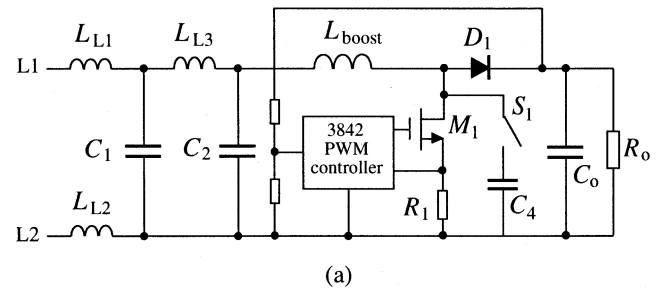 L_L1 L_L3 L_boost D_1
L1
C_1 C_2
3842
PWM
controller
M_1 S_1
C_o R_o
L_L2 R_1 C_4
L2
(a)